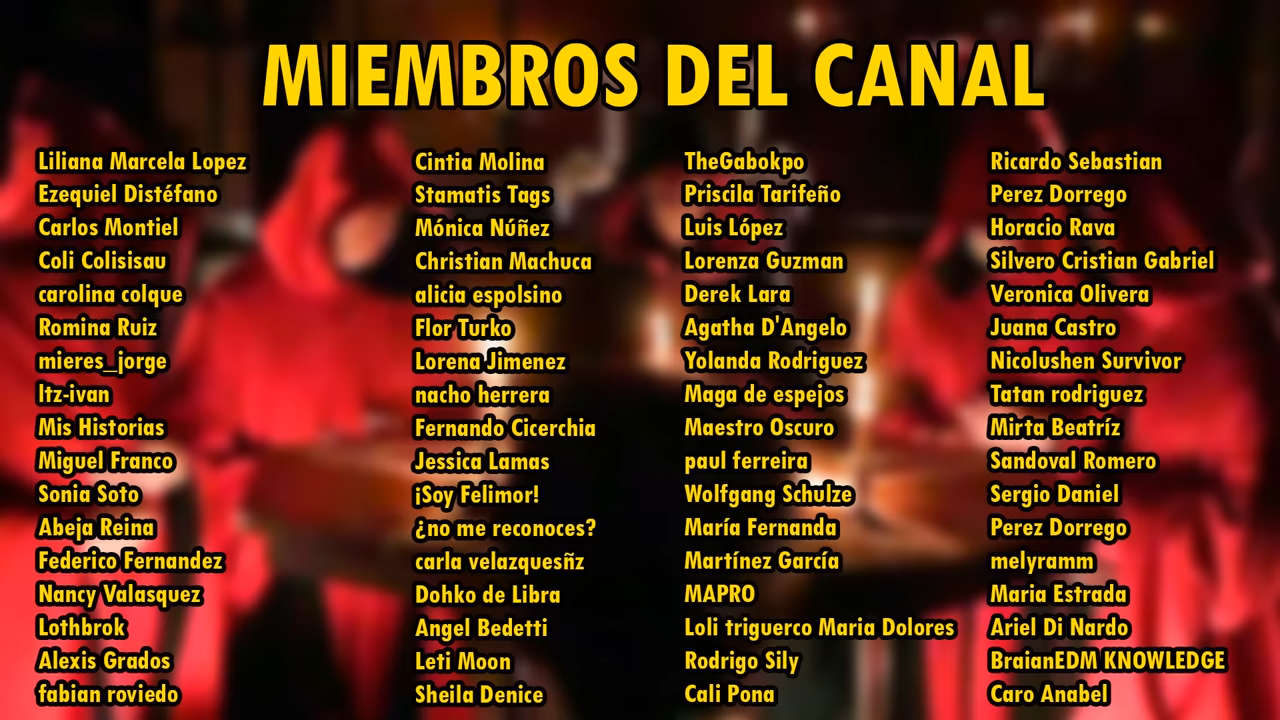 MIEMBROS DEL CANAL
Liliana Marcela Lopez
Ezequiel Distéfano
Carlos Montiel
Coli Colisisau
carolina colque
Romina Ruiz
mieres_jorge
ltz-ivan
Mis Historias
Miguel Franco
Sonia Soto
Abeja Reina
Federico Fernandez
Nancy Valasquez
Lothbrok
Alexis Grados
fabian roviedo
Cintia Molina
Stamatis Tags
Mónica Núñez
Christian Machuca
alicia espolsino
Flor Turko
Lorena Jimenez
nacho herrera
Fernando Cicerchia
Jessica Lamas
¡Soy Felimor!
¿no me reconoces?
carla velazquesñz
Dohko de Libra
Angel Bedetti
Leti Moon
Sheila Denice
TheGabokpo
Priscila Tarifeño
Luis López
Lorenza Guzman
Derek Lara
Agatha D'Angelo
Yolanda Rodriguez
Maga de espejos
Maestro Oscuro
paul ferreira
Wolfgang Schulze
María Fernanda
Martínez García
MAPRO
Loli triguerco Maria Dolores
Rodrigo Sily
Cali Pona
Ricardo Sebastian
Perez Dorrego
Horacio Rava
Silvero Cristian Gabriel
Veronica Olivera
Juana Castro
Nicolushen Survivor
Tatan rodriguez
Mirta Beatríz
Sandoval Romero
Sergio Daniel
Perez Dorrego
melyramm
Maria Estrada
Ariel Di Nardo
BraianEDM KNOWLEDGE
Caro Anabel